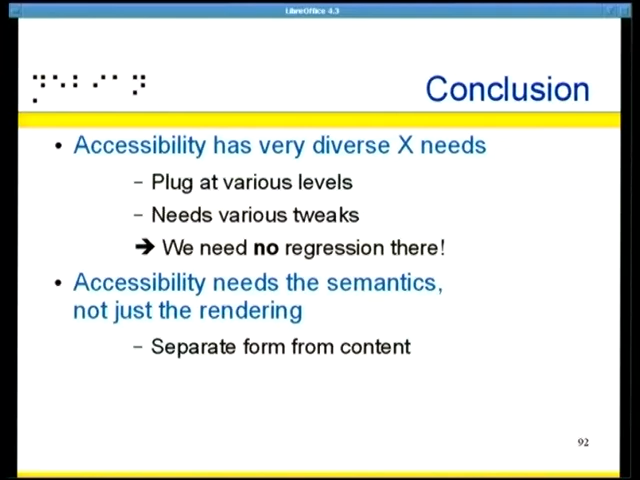 ⡙⠑⠃⠊⠁⠝
LibreOffice 4.3
Conclusion
• Accessibility has very diverse X needs
– Plug at various levels
– Needs various tweaks
➔ We need no regression there!
• Accessibility needs the semantics,
not just the rendering
– Separate form from content
92